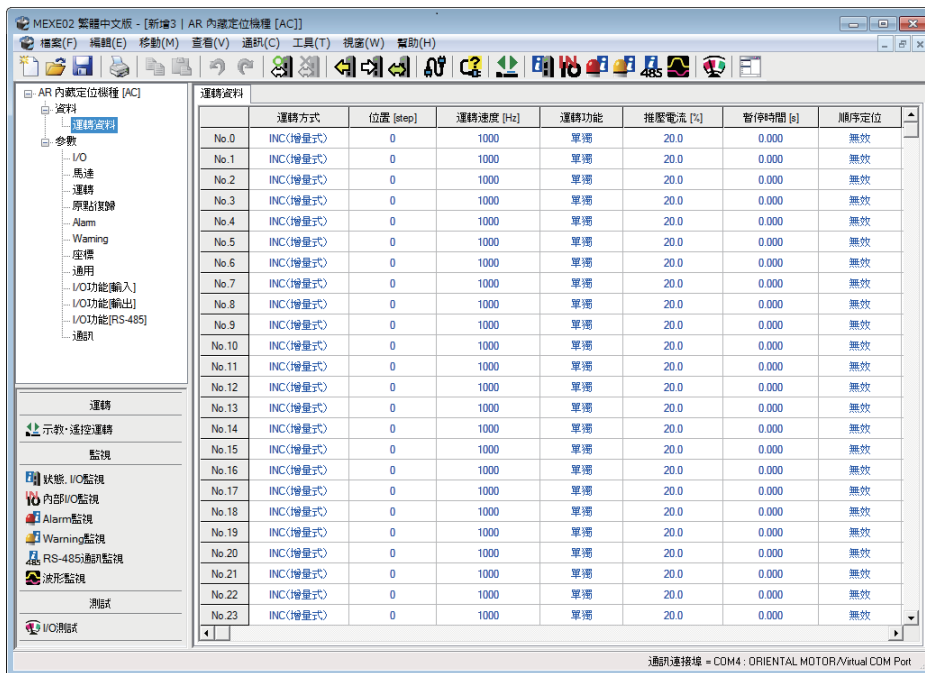 MEXE02 繁體中文版 - [新增3 | AR 內藏定位機種 [AC]]
檔案(F) 編輯(E) 移動(M) 查看(V) 通訊(C) 工具(T) 視窗(W) 幫助(H)
AR 內藏定位機種 [AC]
資料
運轉資料
參數
I/O
馬達
運轉
原點復歸
Alarm
Warning
座標
通用
I/O功能[輸入]
I/O功能[輸出]
I/O功能[RS-485]
通訊
運轉
示教·遙控運轉
監視
狀態. I/O監視
內部I/O監視
Alarm監視
Warning監視
RS-485通訊監視
波形監視
測試
I/O測試
運轉資料
運轉方式 位置 [step] 運轉速度 [Hz] 運轉功能 推壓電流 [%] 暫停時間 [s] 順序定位
No.0 INC(增量式) 0 1000 單獨 20.0 0.000 無效
No.1 INC(增量式) 0 1000 單獨 20.0 0.000 無效
No.2 INC(增量式) 0 1000 單獨 20.0 0.000 無效
No.3 INC(增量式) 0 1000 單獨 20.0 0.000 無效
No.4 INC(增量式) 0 1000 單獨 20.0 0.000 無效
No.5 INC(增量式) 0 1000 單獨 20.0 0.000 無效
No.6 INC(增量式) 0 1000 單獨 20.0 0.000 無效
No.7 INC(增量式) 0 1000 單獨 20.0 0.000 無效
No.8 INC(增量式) 0 1000 單獨 20.0 0.000 無效
No.9 INC(增量式) 0 1000 單獨 20.0 0.000 無效
No.10 INC(增量式) 0 1000 單獨 20.0 0.000 無效
No.11 INC(增量式) 0 1000 單獨 20.0 0.000 無效
No.12 INC(增量式) 0 1000 單獨 20.0 0.000 無效
No.13 INC(增量式) 0 1000 單獨 20.0 0.000 無效
No.14 INC(增量式) 0 1000 單獨 20.0 0.000 無效
No.15 INC(增量式) 0 1000 單獨 20.0 0.000 無效
No.16 INC(增量式) 0 1000 單獨 20.0 0.000 無效
No.17 INC(增量式) 0 1000 單獨 20.0 0.000 無效
No.18 INC(增量式) 0 1000 單獨 20.0 0.000 無效
No.19 INC(增量式) 0 1000 單獨 20.0 0.000 無效
No.20 INC(增量式) 0 1000 單獨 20.0 0.000 無效
No.21 INC(增量式) 0 1000 單獨 20.0 0.000 無效
No.22 INC(增量式) 0 1000 單獨 20.0 0.000 無效
No.23 INC(增量式) 0 1000 單獨 20.0 0.000 無效
通訊連接埠 = COM4 : ORIENTAL MOTOR/Virtual COM Port